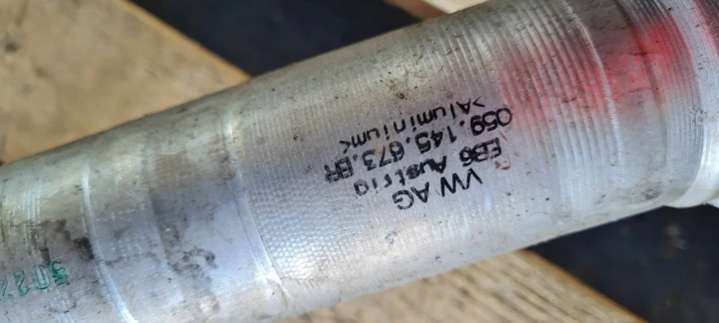 VW AG
EB6 Austria
059.145.673.BR
>Aluminium<